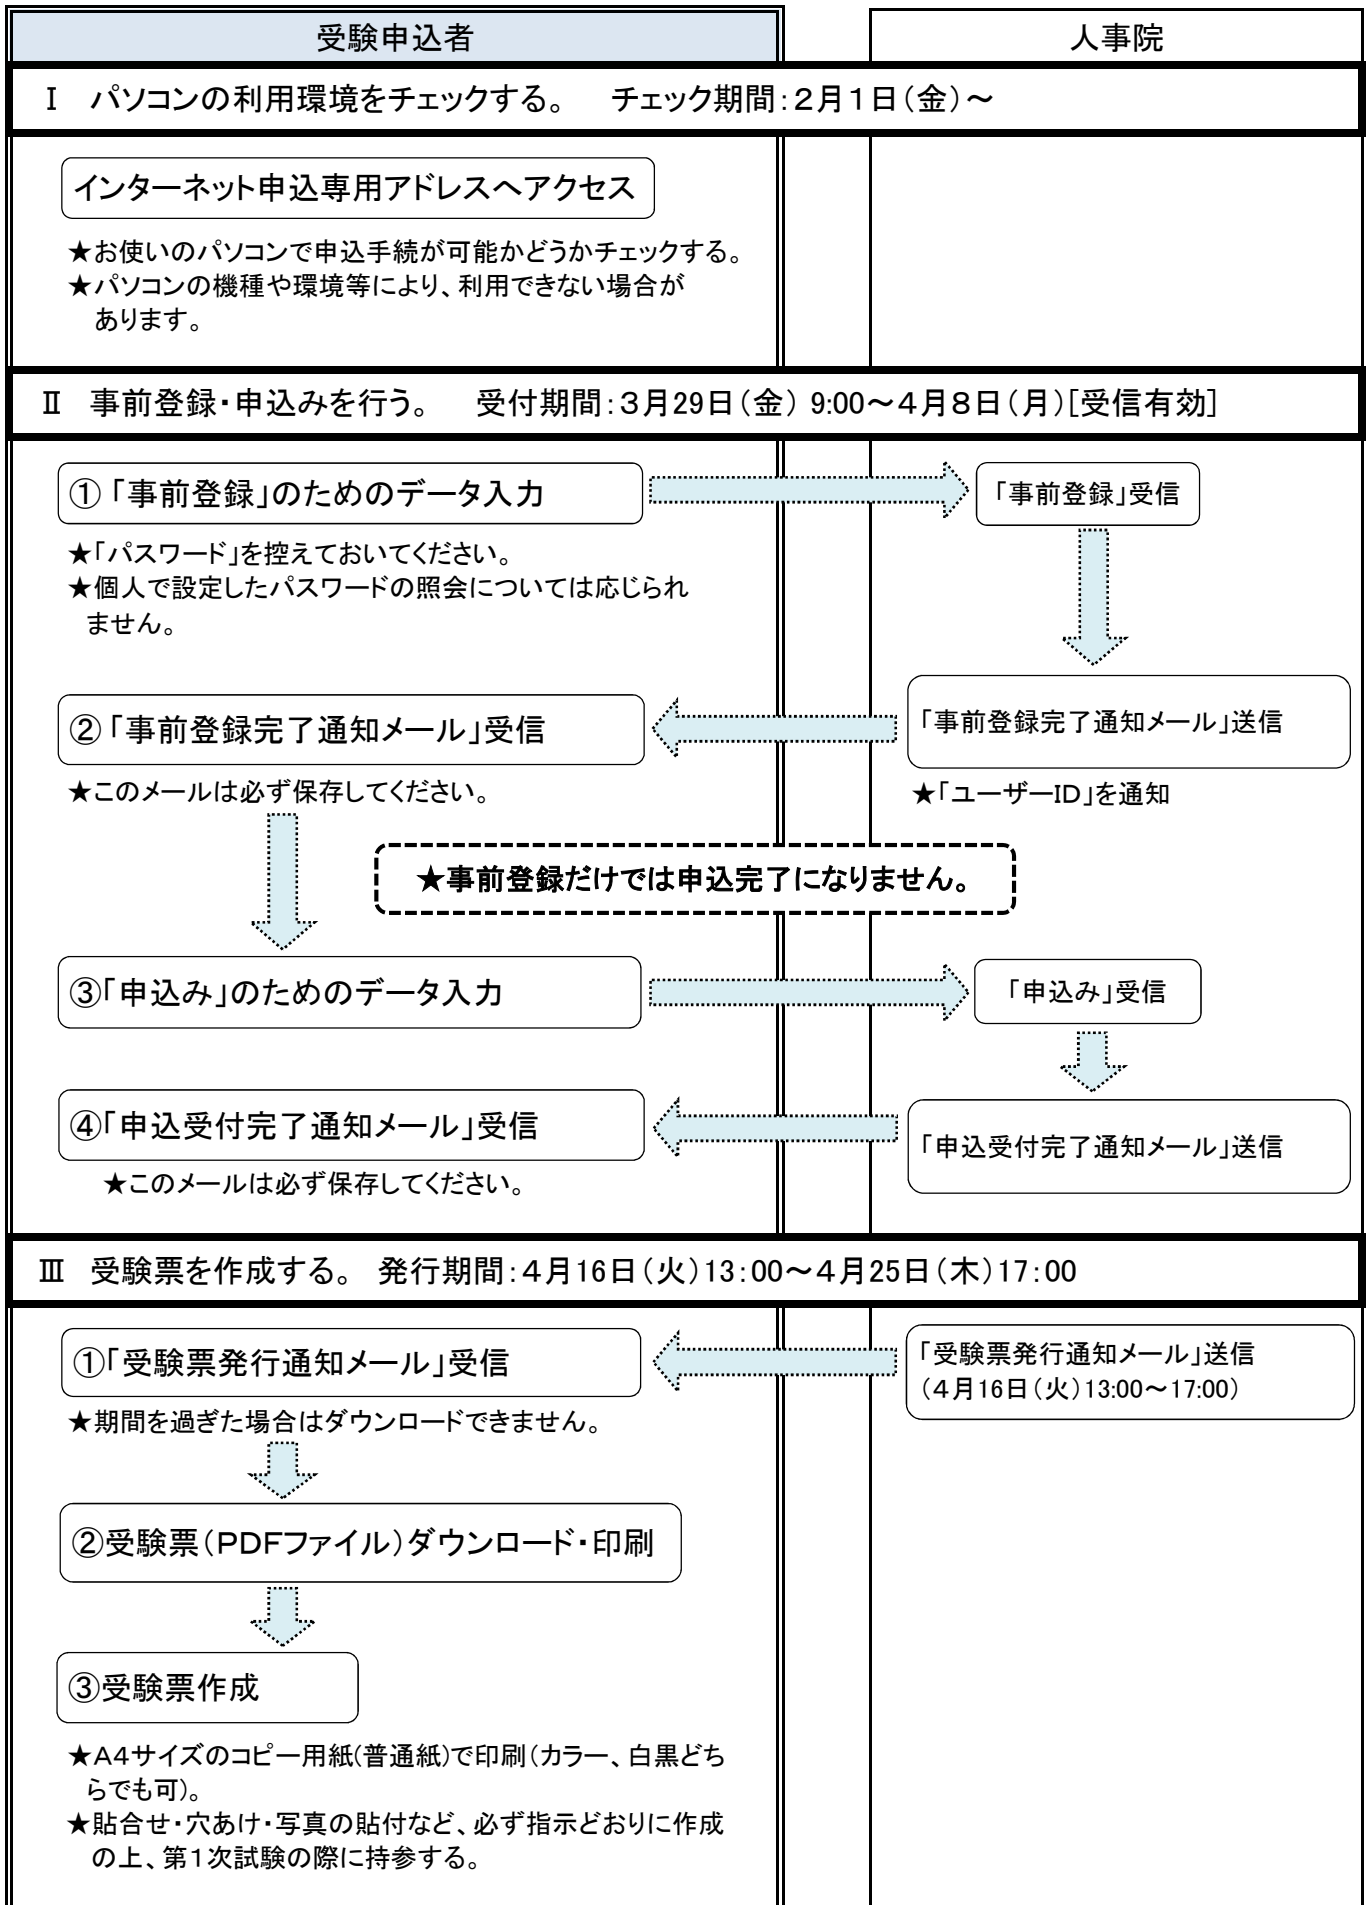 受験申込者
人事院
Ⅰ　パソコンの利用環境をチェックする。　チェック期間：２月１日（金）～
インターネット申込専用アドレスへアクセス
★お使いのパソコンで申込手続が可能かどうかチェックする。
★パソコンの機種や環境等により、利用できない場合が
あります。
Ⅱ　事前登録・申込みを行う。　受付期間：３月29日（金） 9:00～４月８日（月）[受信有効]
①「事前登録」のためのデータ入力
「事前登録」受信
★「パスワード」を控えておいてください。
★個人で設定したパスワードの照会については応じられ
ません。
②「事前登録完了通知メール」受信
「事前登録完了通知メール」送信
★このメールは必ず保存してください。
★「ユーザーID」を通知
★事前登録だけでは申込完了になりません。
③「申込み」のためのデータ入力
「申込み」受信
④「申込受付完了通知メール」受信
「申込受付完了通知メール」送信
★このメールは必ず保存してください。
Ⅲ　受験票を作成する。　発行期間：４月16日（火）13：00～４月25日（木）17：00
①「受験票発行通知メール」受信
「受験票発行通知メール」送信
（４月16日（火）13:00～17:00）
★期間を過ぎた場合はダウンロードできません。
②受験票（ＰＤＦファイル）ダウンロード・印刷
③受験票作成
★Ａ４サイズのコピー用紙(普通紙)で印刷（カラー、白黒どち
らでも可）。
★貼合せ・穴あけ・写真の貼付など、必ず指示どおりに作成
の上、第１次試験の際に持参する。